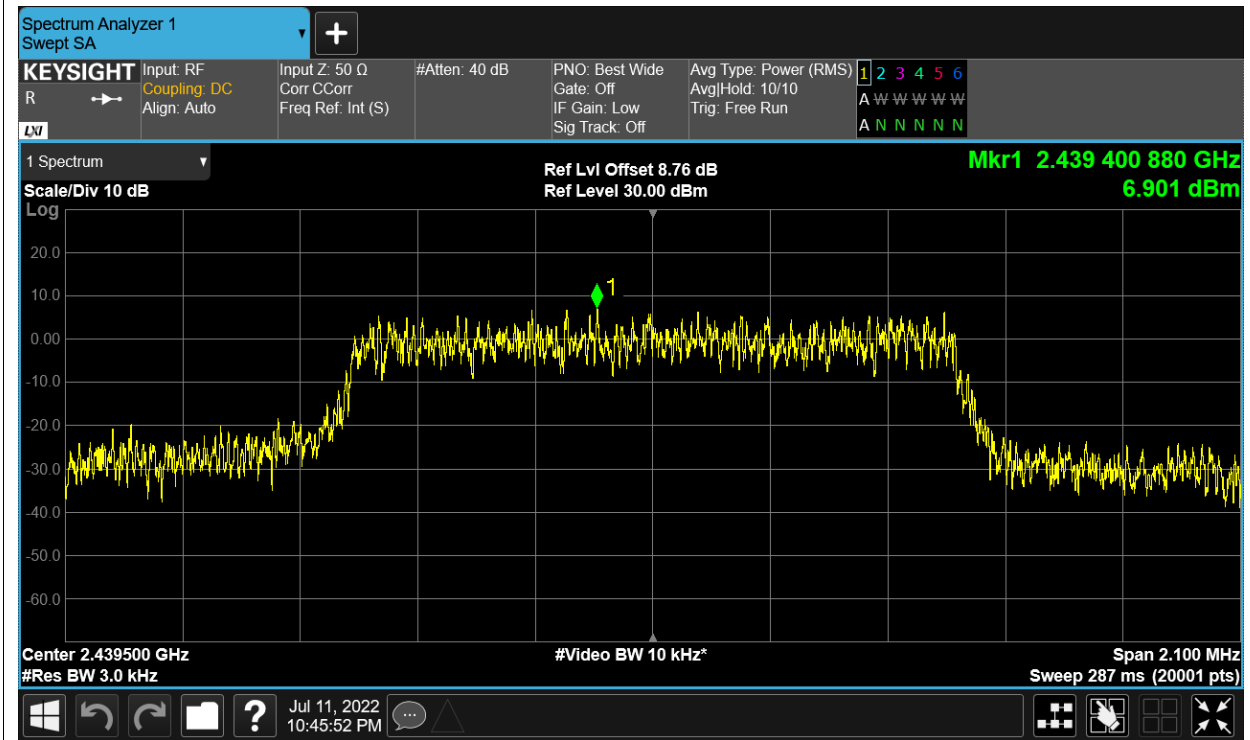 Spectrum Analyzer 1
Swept SA
+
KEYSIGHT
R
LXI
Input: RF
Coupling: DC
Align: Auto
Input Z: 50 Ω
Corr CCorr
Freq Ref: Int (S)
#Atten: 40 dB
PNO: Best Wide
Gate: Off
IF Gain: Low
Sig Track: Off
Avg Type: Power (RMS)
Avg|Hold: 10/10
Trig: Free Run
1 2 3 4 5 6
A W W W W W
A N N N N N
1 Spectrum
Scale/Div 10 dB
Log
Ref Lvl Offset 8.76 dB
Ref Level 30.00 dBm
Mkr1 2.439 400 880 GHz
6.901 dBm
20.0
10.0
0.00
-10.0
-20.0
-30.0
-40.0
-50.0
-60.0
1
Center 2.439500 GHz
#Res BW 3.0 kHz
#Video BW 10 kHz*
Span 2.100 MHz
Sweep 287 ms (20001 pts)
?
Jul 11, 2022
10:45:52 PM